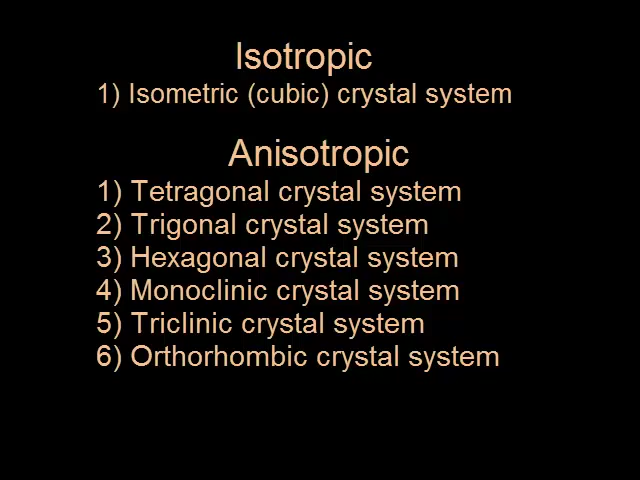 Isotropic
1) Isometric (cubic) crystal system
Anisotropic
1) Tetragonal crystal system
2) Trigonal crystal system
3) Hexagonal crystal system
4) Monoclinic crystal system
5) Triclinic crystal system
6) Orthorhombic crystal system